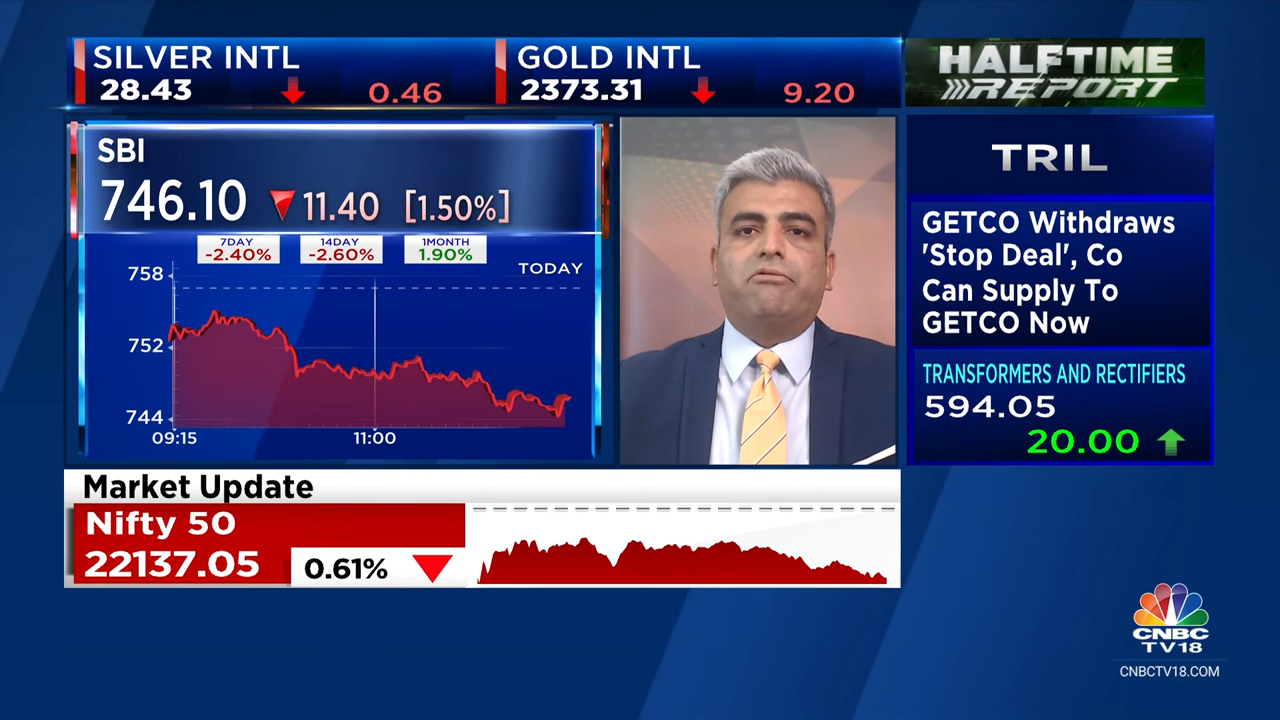 SILVER INTL
28.43 0.46
GOLD INTL
2373.31 9.20
HALFTIME
REPORT
SBI
746.10 11.40 [1.50%]
7DAY
-2.40%
14DAY
-2.60%
1MONTH
1.90%
TODAY
758
752
744
09:15 11:00
TRIL
GETCO Withdraws
'Stop Deal', Co
Can Supply To
GETCO Now
TRANSFORMERS AND RECTIFIERS
594.05
20.00
Market Update
Nifty 50
22137.05 0.61%
CNBC
TV18
CNBCTV18.COM